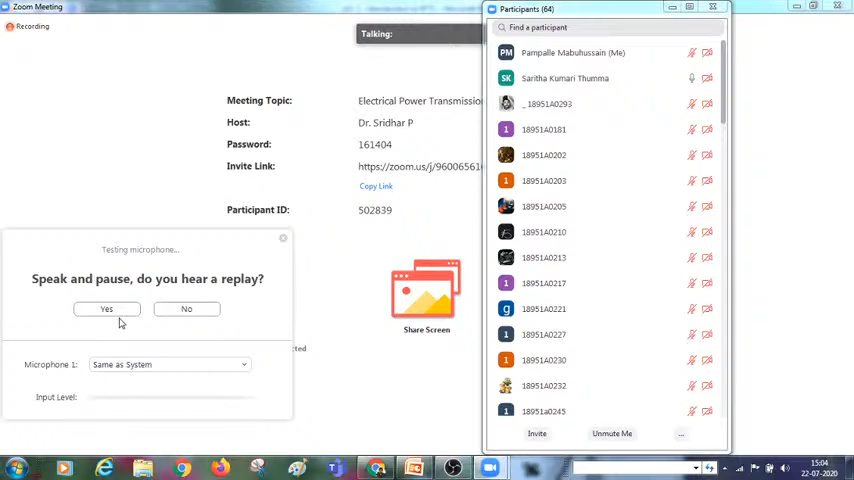 Zoom Meeting
Recording
Talking:
Meeting Topic: Electrical Power Transmission
Host: Dr. Sridhar P
Password: 161404
Invite Link: https://zoom.us/j/96006561
Copy Link
Participant ID: 502839
Testing microphone...
Speak and pause, do you hear a replay?
Yes No
Microphone 1: Same as System
Input Level:
Share Screen
Participants (64)
Find a participant
PM Pampalle Mabuhussain (Me)
SK Saritha Kumari Thumma
_ 18951A0293
1 18951A0181
18951A0202
1 18951A0203
18951A0205
18951A0210
18951A0213
1 18951A0217
g 18951A0221
1 18951A0227
1 18951A0230
18951A0232
1 18951a0245
Invite Unmute Me ...
15:04
22-07-2020